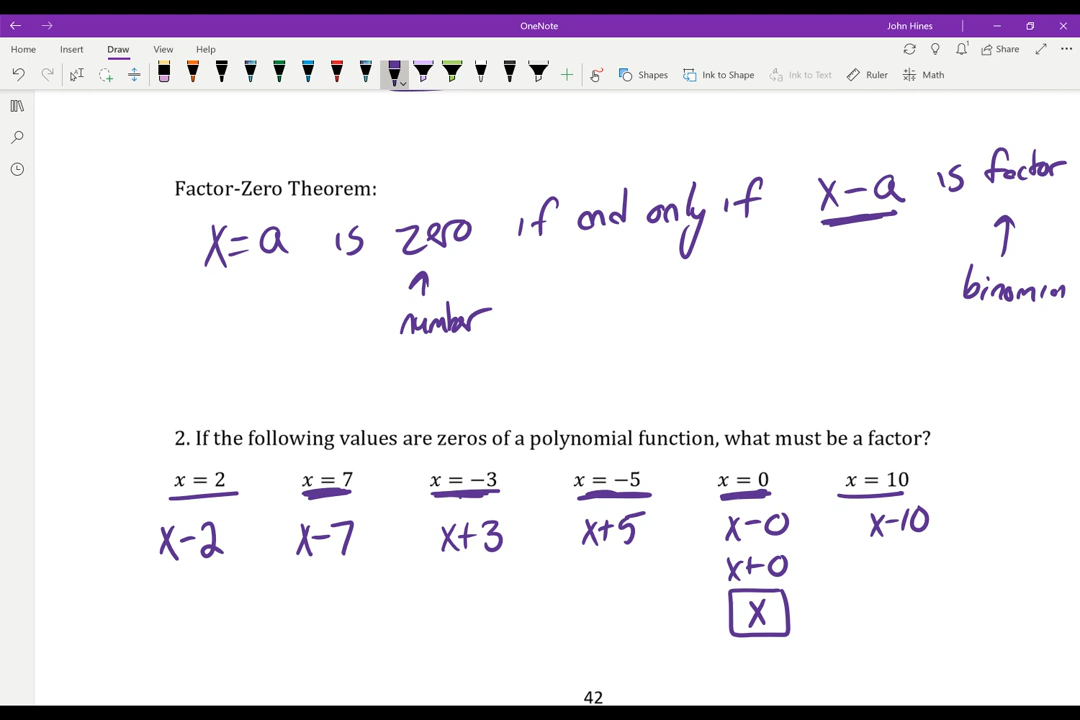 OneNote
John Hines
Home Insert Draw View Help
Share
Shapes Ink to Shape Ink to Text Ruler Math
Factor-Zero Theorem:
x=a is zero if and only if x-a is factor
number
binomin
2. If the following values are zeros of a polynomial function, what must be a factor?
x = 2 x = 7 x = −3 x = −5 x = 0 x = 10
x-2 x-7 x+3 x+5 x-0 x-10
x+0
x
42